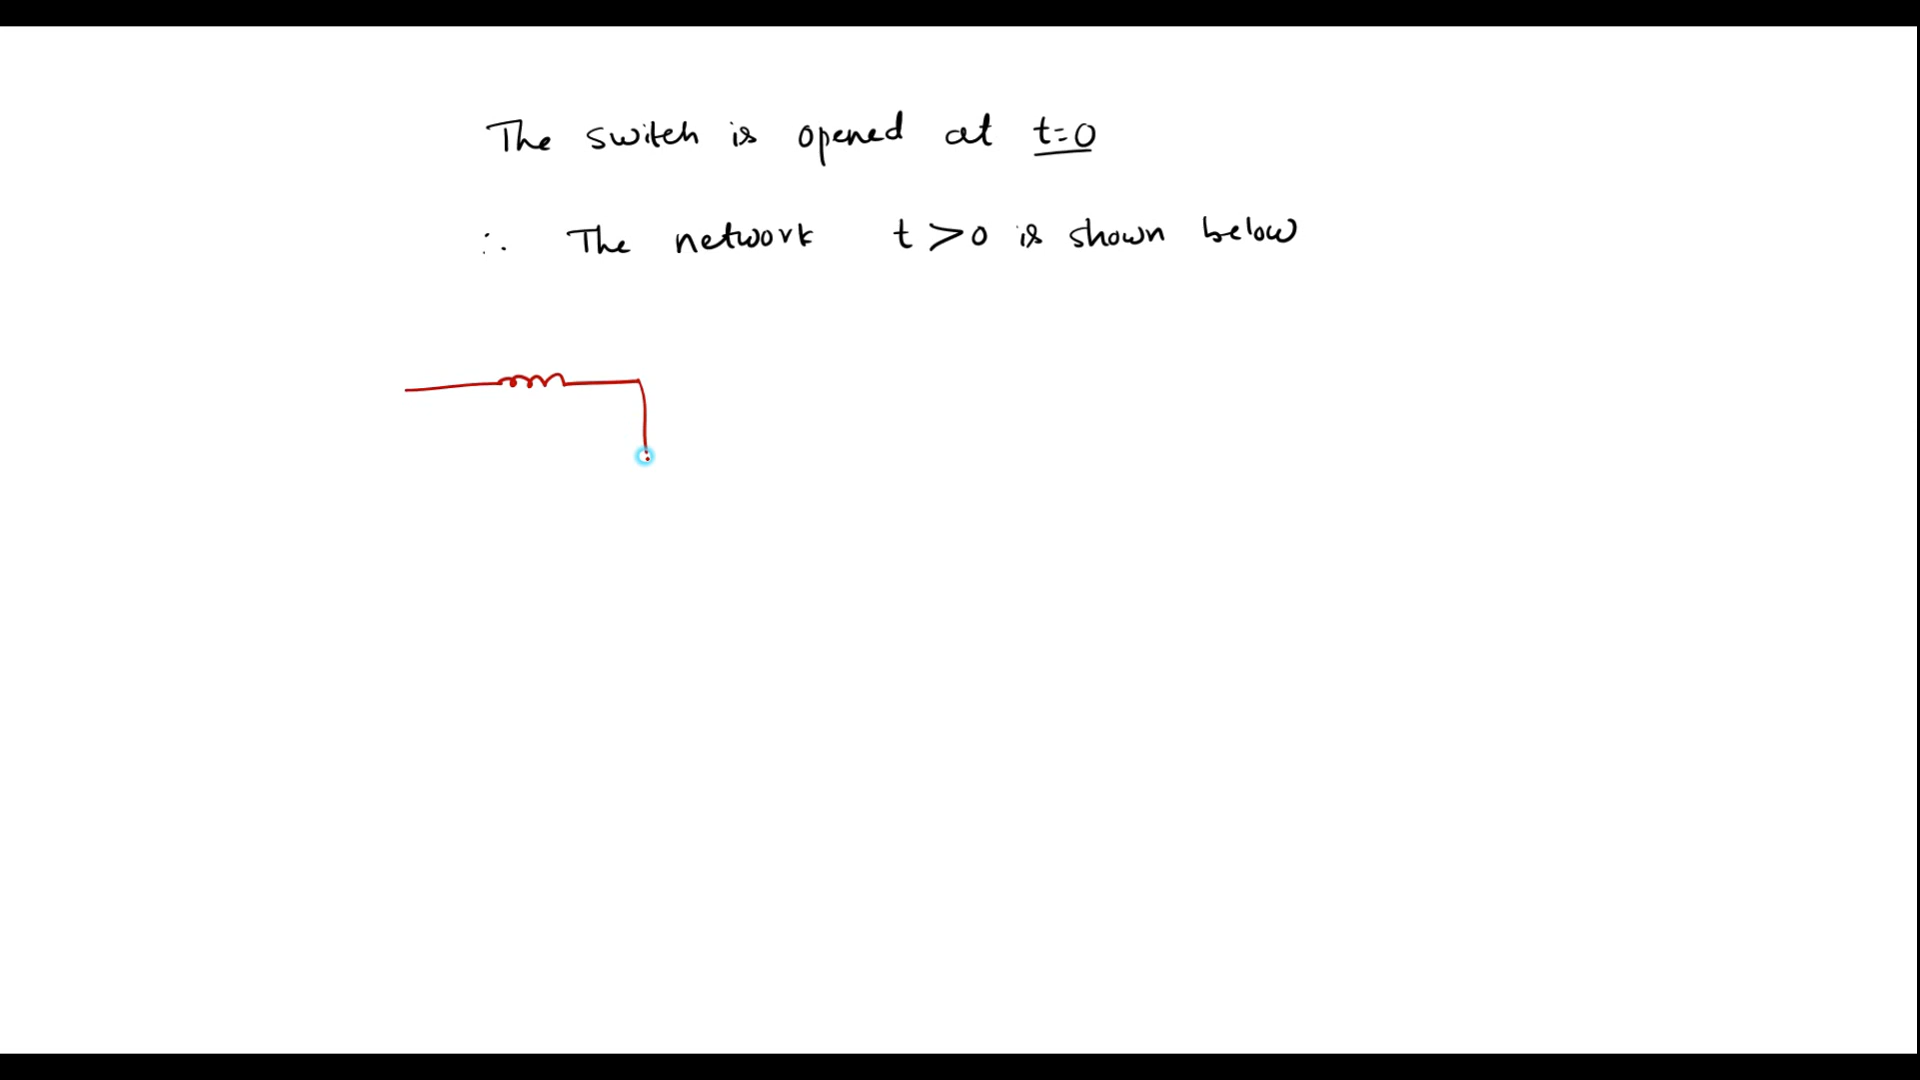 The switch is opened at t=0
∴ The network t>0 is shown below